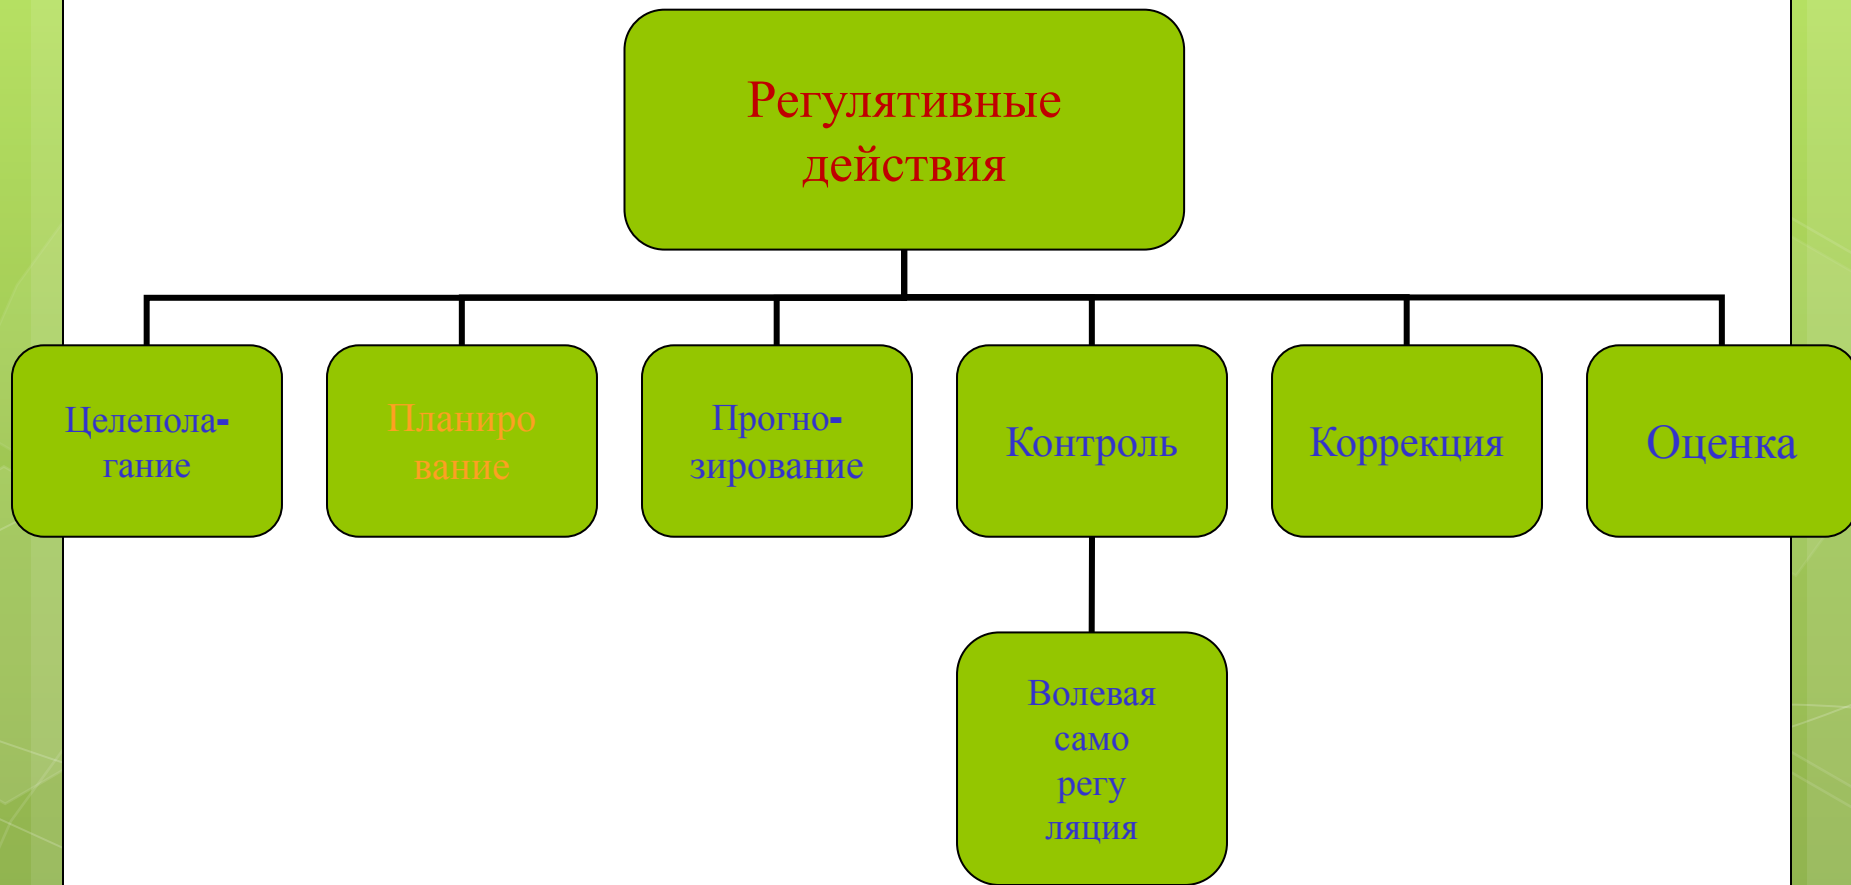 Регулятивные
действия
Целепола-
гание
Планиро
вание
Прогно-
зирование
Контроль
Коррекция
Оценка
Волевая
само
регу
ляция